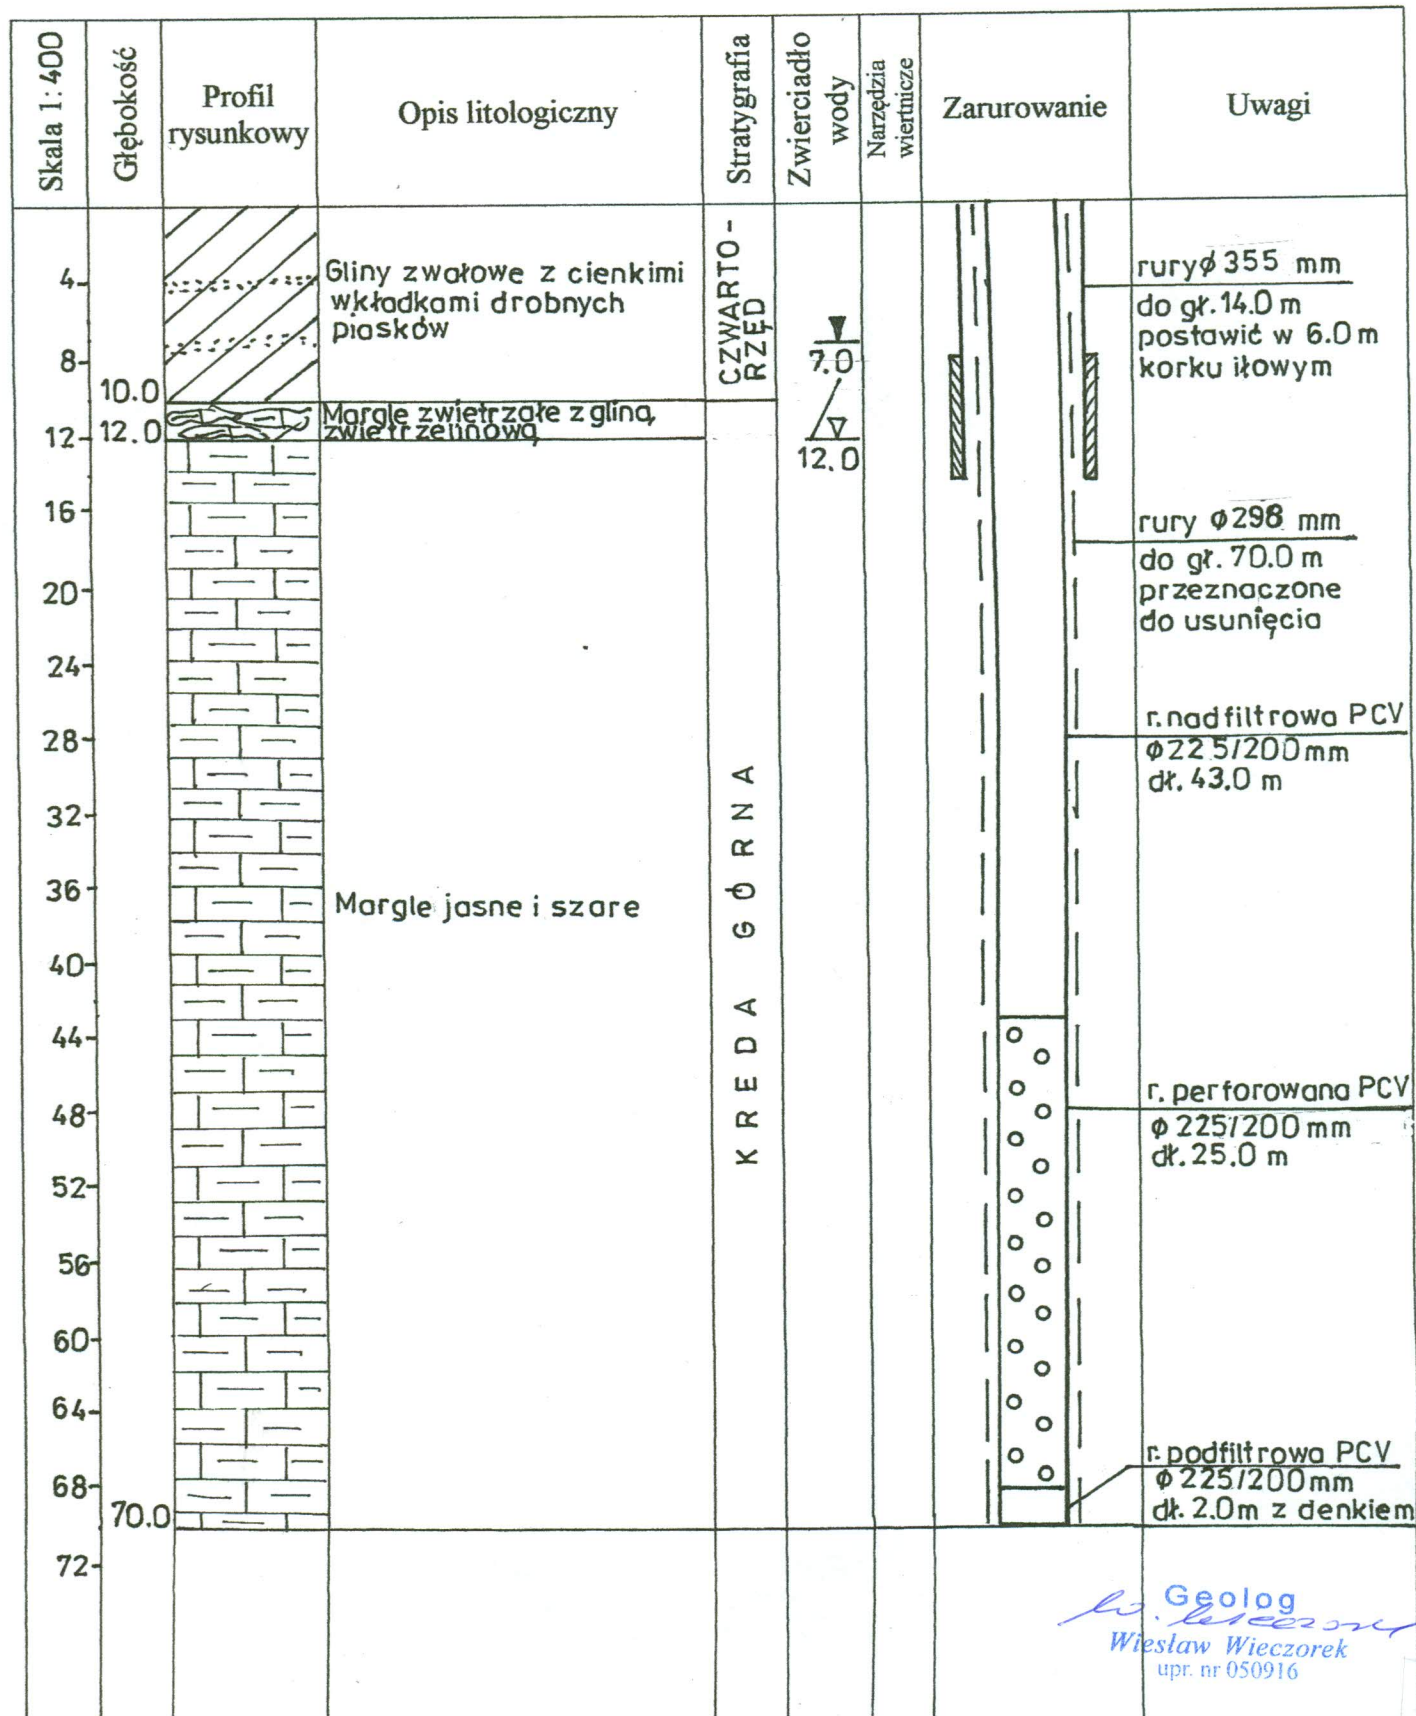 Skala 1:400
Głębokość
Profil
rysunkowy
Opis litologiczny
Stratygrafia
Zwierciadło
wody
Narzędzia
wiertnicze
Zarurowanie
Uwagi
4
8
12
16
20
24
28
32
36
40
44
48
52
56
60
64
68
72
10.0
12.0
70.0
Gliny zwałowe z cienkimi
wkładkami drobnych
piasków
Margle zwietrzałe z gliną
zwietrzelinową
Margle jasne i szare
CZWARTO-
RZĘD
KREDA GÓRNA
7.0
12.0
rury ϕ 355 mm
do gł. 14.0 m
postawić w 6.0 m
korku iłowym
rury ϕ 298 mm
do gł. 70.0 m
przeznaczone
do usunięcia
r. nadfiltrowa PCV
ϕ 225/200 mm
dł. 43.0 m
r. perforowana PCV
ϕ 225/200 mm
dł. 25.0 m
r. podfiltrowa PCV
ϕ 225/200 mm
dł. 2.0m z denkiem
Geolog
Wiesław Wieczorek
upr. nr 050916